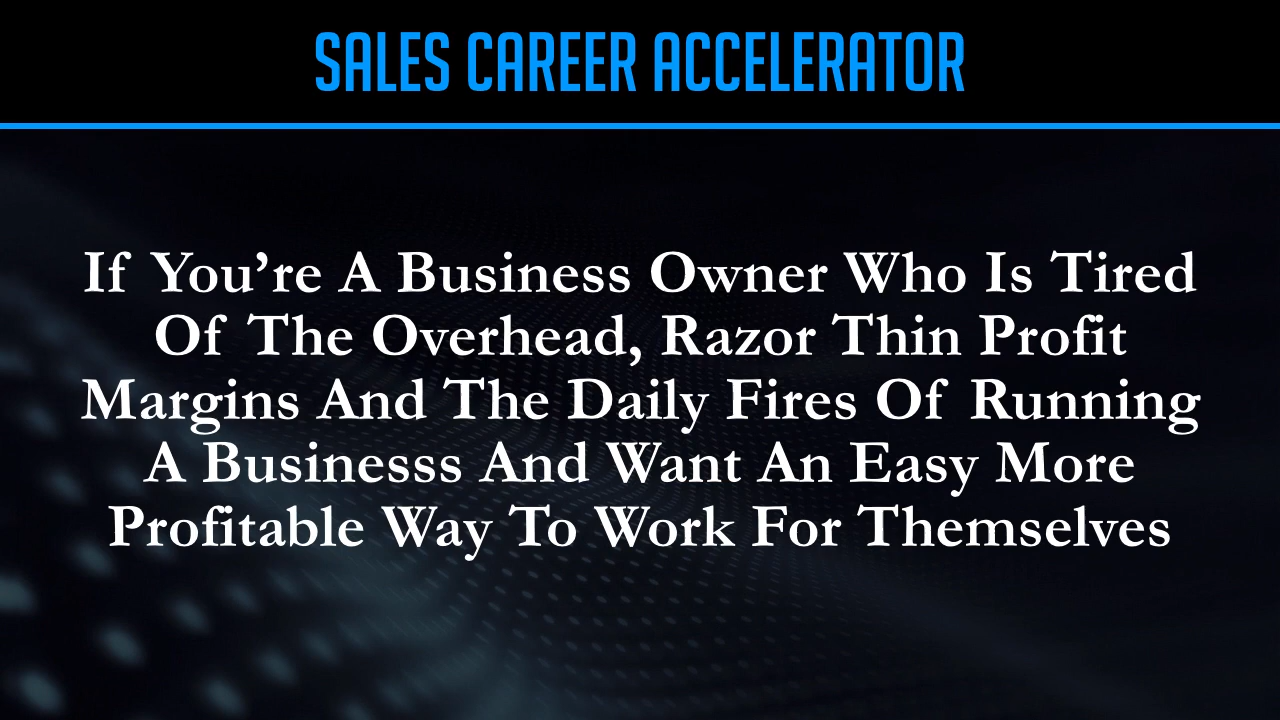 SALES CAREER ACCELERATOR
If You’re A Business Owner Who Is Tired
Of The Overhead, Razor Thin Profit
Margins And The Daily Fires Of Running
A Businesss And Want An Easy More
Profitable Way To Work For Themselves